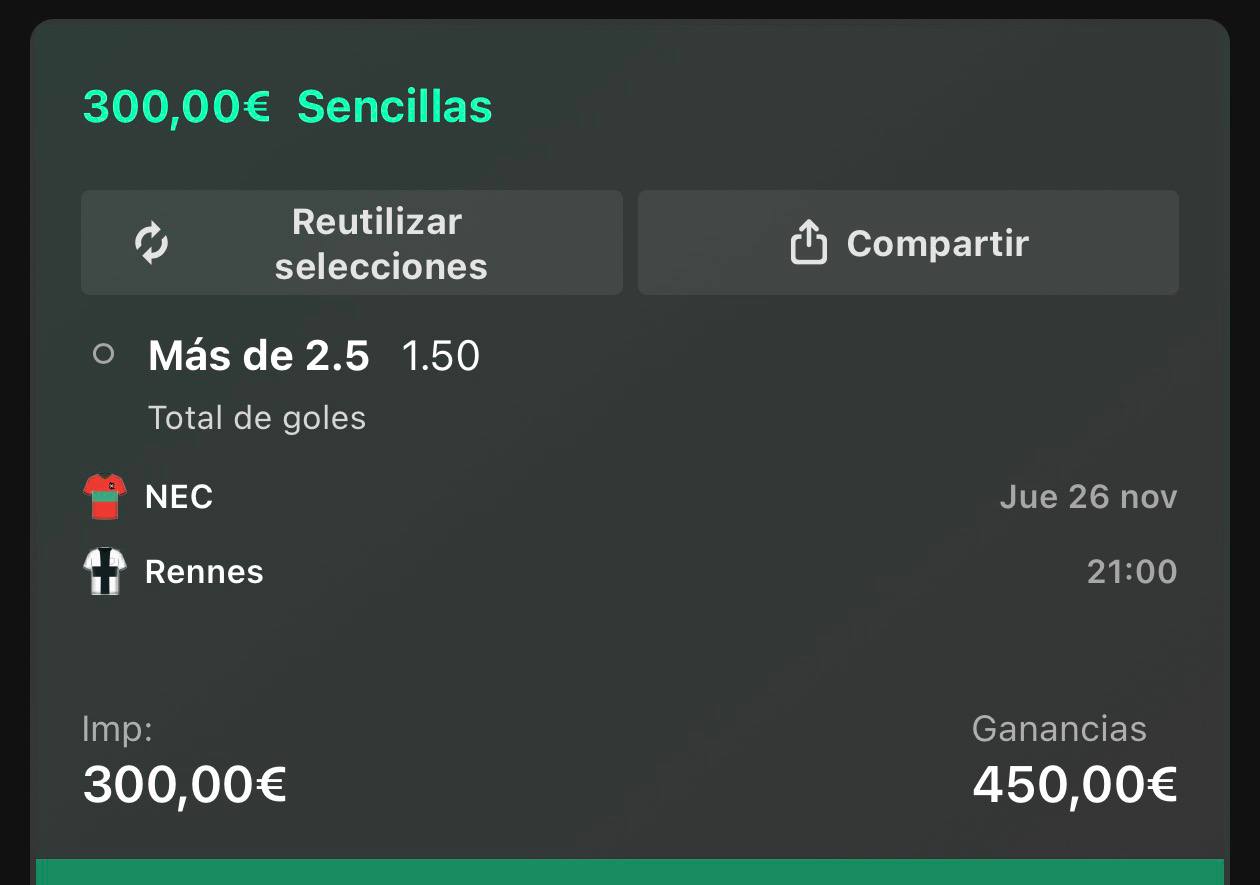 300,00€ Sencillas
Reutilizar
selecciones
Compartir
Más de 2.5 1.50
Total de goles
NEC
Jue 26 nov
Rennes
21:00
Imp:
Ganancias
300,00€
450,00€